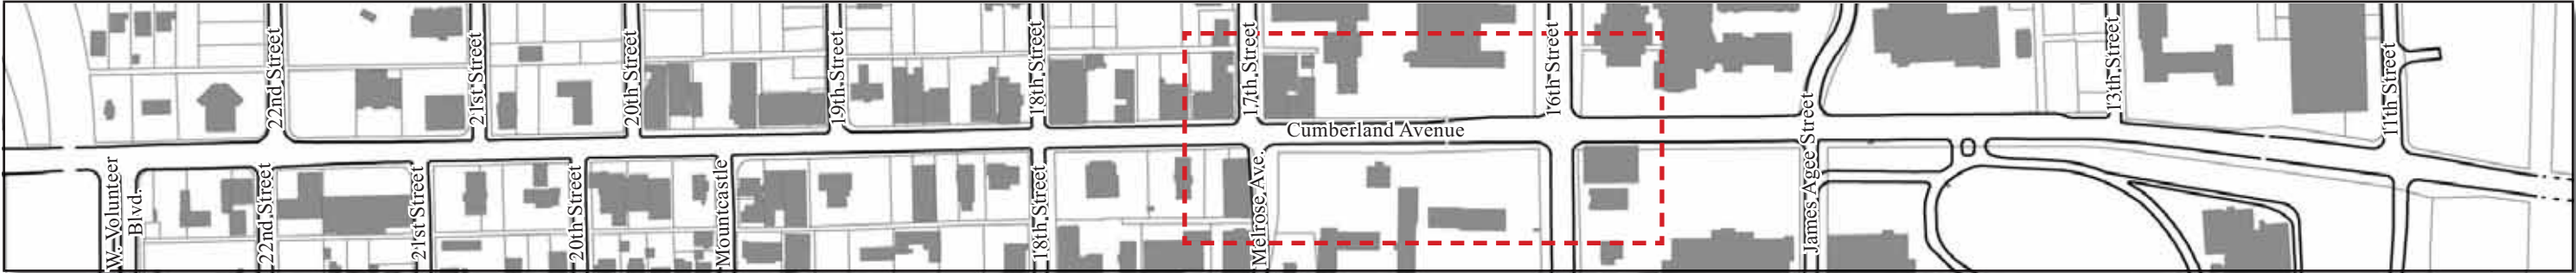 22nd Street
21st Street
20th Street
19th Street
18th Street
17th Street
16th Street
13th Street
11th Street
Cumberland Avenue
W. Volunteer
Blvd.
22nd Street
21st Street
20th Street
Mountcastle
18th Street
Melrose Ave.
James Agee Street